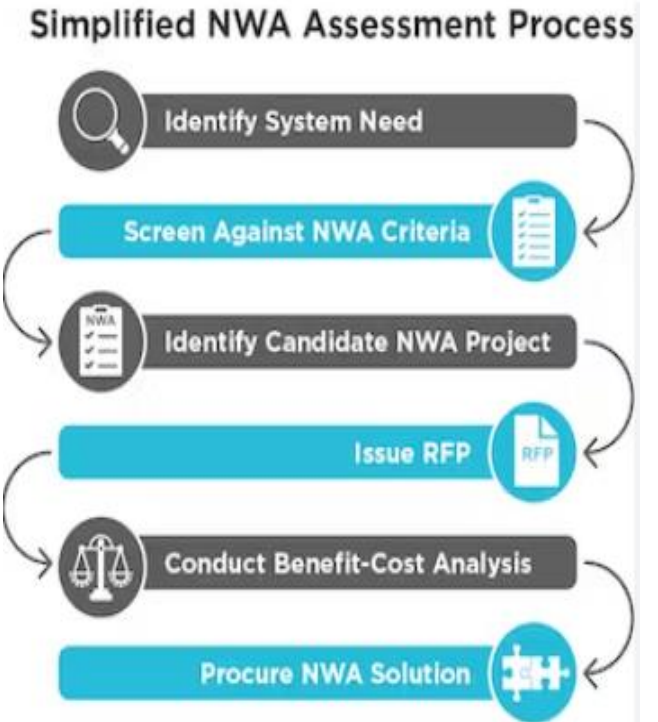 Simplified NWA Assessment Process
Identify System Need
Screen Against NWA Criteria
NWA
Identify Candidate NWA Project
Issue RFP
RFP
Conduct Benefit-Cost Analysis
Procure NWA Solution